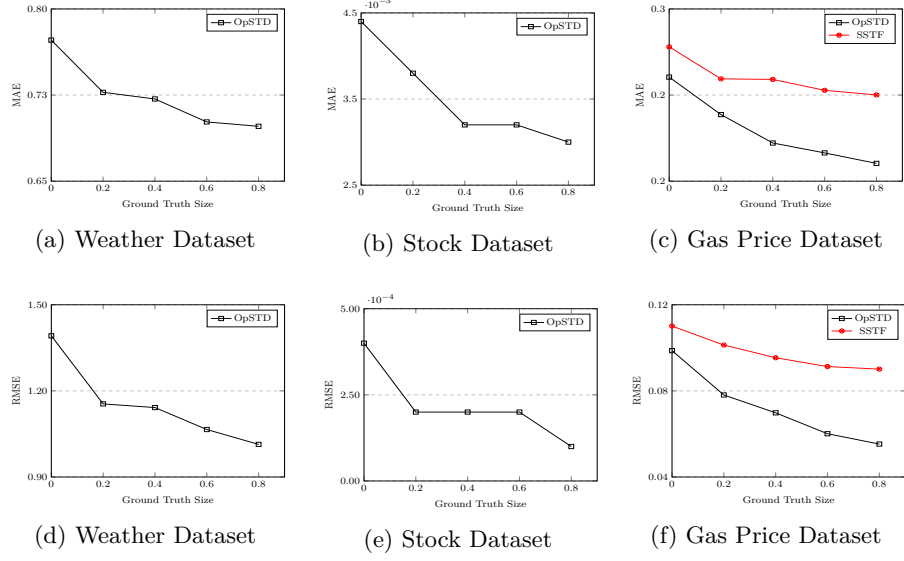 0.80
0.73
0.65
MAE
OpSTD
0 0.2 0.4 0.6 0.8
Ground Truth Size
(a) Weather Dataset
·10⁻³
4.5
3.5
2.5
MAE
OpSTD
0 0.2 0.4 0.6 0.8
Ground Truth Size
(b) Stock Dataset
0.3
0.2
0.2
MAE
OpSTD
SSTF
0 0.2 0.4 0.6 0.8
Ground Truth Size
(c) Gas Price Dataset
1.50
1.20
0.90
RMSE
OpSTD
0 0.2 0.4 0.6 0.8
Ground Truth Size
(d) Weather Dataset
·10⁻⁴
5.00
2.50
0.00
RMSE
OpSTD
0 0.2 0.4 0.6 0.8
Ground Truth Size
(e) Stock Dataset
0.12
0.08
0.04
RMSE
OpSTD
SSTF
0 0.2 0.4 0.6 0.8
Ground Truth Size
(f) Gas Price Dataset